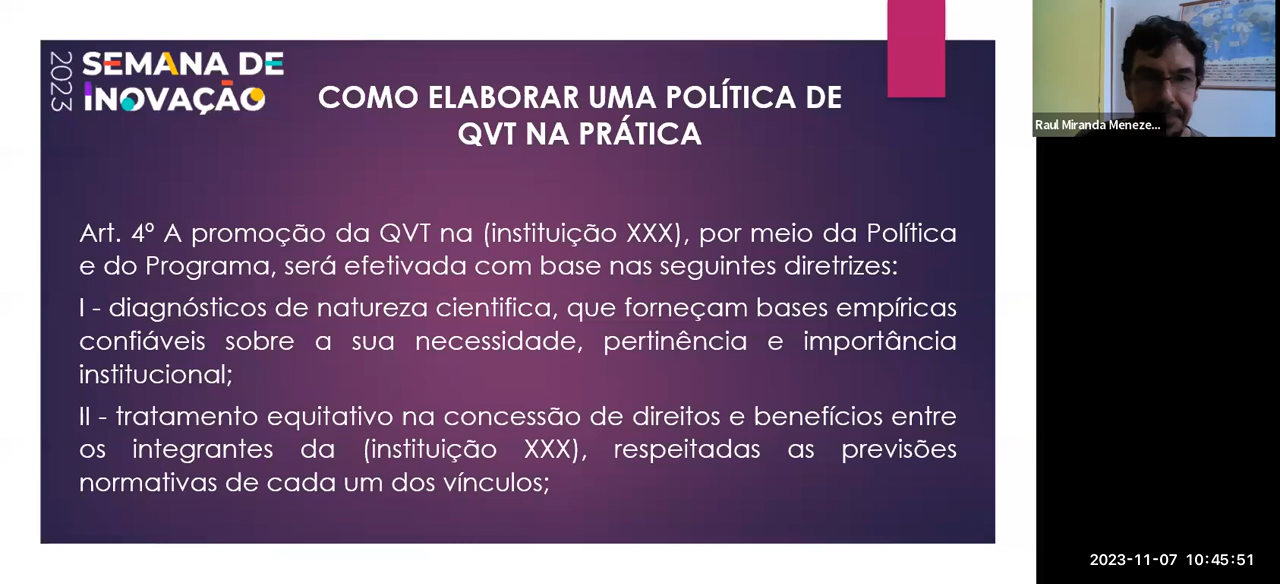 2023
SEMANA DE
INOVAÇÃO
COMO ELABORAR UMA POLÍTICA DE
QVT NA PRÁTICA
Art. 4º A promoção da QVT na (instituição XXX), por meio da Política
e do Programa, será efetivada com base nas seguintes diretrizes:
I - diagnósticos de natureza cientifica, que forneçam bases empíricas
confiáveis sobre a sua necessidade, pertinência e importância
institucional;
II - tratamento equitativo na concessão de direitos e benefícios entre
os integrantes da (instituição XXX), respeitadas as previsões
normativas de cada um dos vínculos;
Raul Miranda Meneze...
2023-11-07 10:45:51